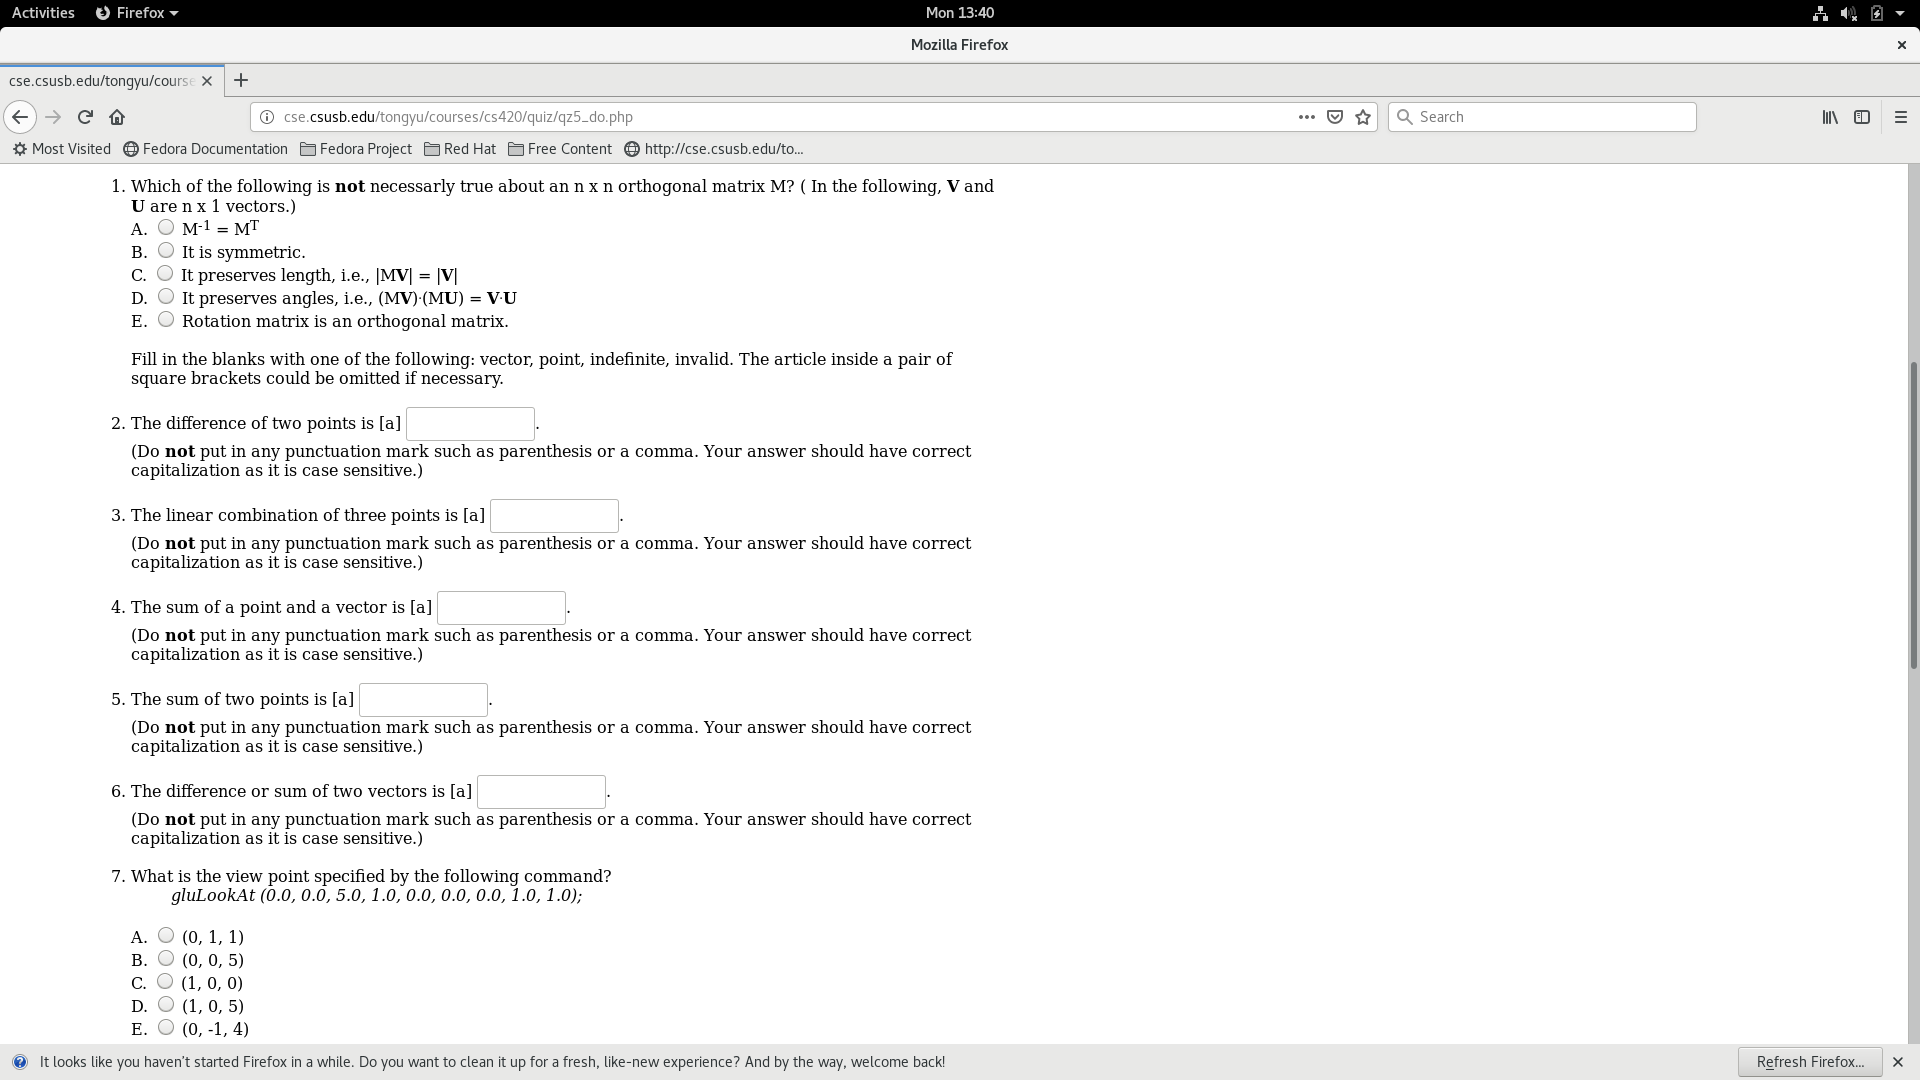 Activities Firefox Mon 13:40
Mozilla Firefox
cse.csusb.edu/tongyu/course
cse.csusb.edu/tongyu/courses/cs420/quiz/qz5_do.php Search
Most Visited Fedora Documentation Fedora Project Red Hat Free Content http://cse.csusb.edu/to...
1. Which of the following is not necessarly true about an n x n orthogonal matrix M? ( In the following, V and
U are n x 1 vectors.)
A. M-1 = MT
B. It is symmetric.
C. It preserves length, i.e., |MV| = |V|
D. It preserves angles, i.e., (MV)·(MU) = V·U
E. Rotation matrix is an orthogonal matrix.
Fill in the blanks with one of the following: vector, point, indefinite, invalid. The article inside a pair of
square brackets could be omitted if necessary.
2. The difference of two points is [a] .
(Do not put in any punctuation mark such as parenthesis or a comma. Your answer should have correct
capitalization as it is case sensitive.)
3. The linear combination of three points is [a] .
(Do not put in any punctuation mark such as parenthesis or a comma. Your answer should have correct
capitalization as it is case sensitive.)
4. The sum of a point and a vector is [a] .
(Do not put in any punctuation mark such as parenthesis or a comma. Your answer should have correct
capitalization as it is case sensitive.)
5. The sum of two points is [a] .
(Do not put in any punctuation mark such as parenthesis or a comma. Your answer should have correct
capitalization as it is case sensitive.)
6. The difference or sum of two vectors is [a] .
(Do not put in any punctuation mark such as parenthesis or a comma. Your answer should have correct
capitalization as it is case sensitive.)
7. What is the view point specified by the following command?
gluLookAt (0.0, 0.0, 5.0, 1.0, 0.0, 0.0, 0.0, 1.0, 1.0);
A. (0, 1, 1)
B. (0, 0, 5)
C. (1, 0, 0)
D. (1, 0, 5)
E. (0, -1, 4)
It looks like you haven't started Firefox in a while. Do you want to clean it up for a fresh, like-new experience? And by the way, welcome back! Refresh Firefox...